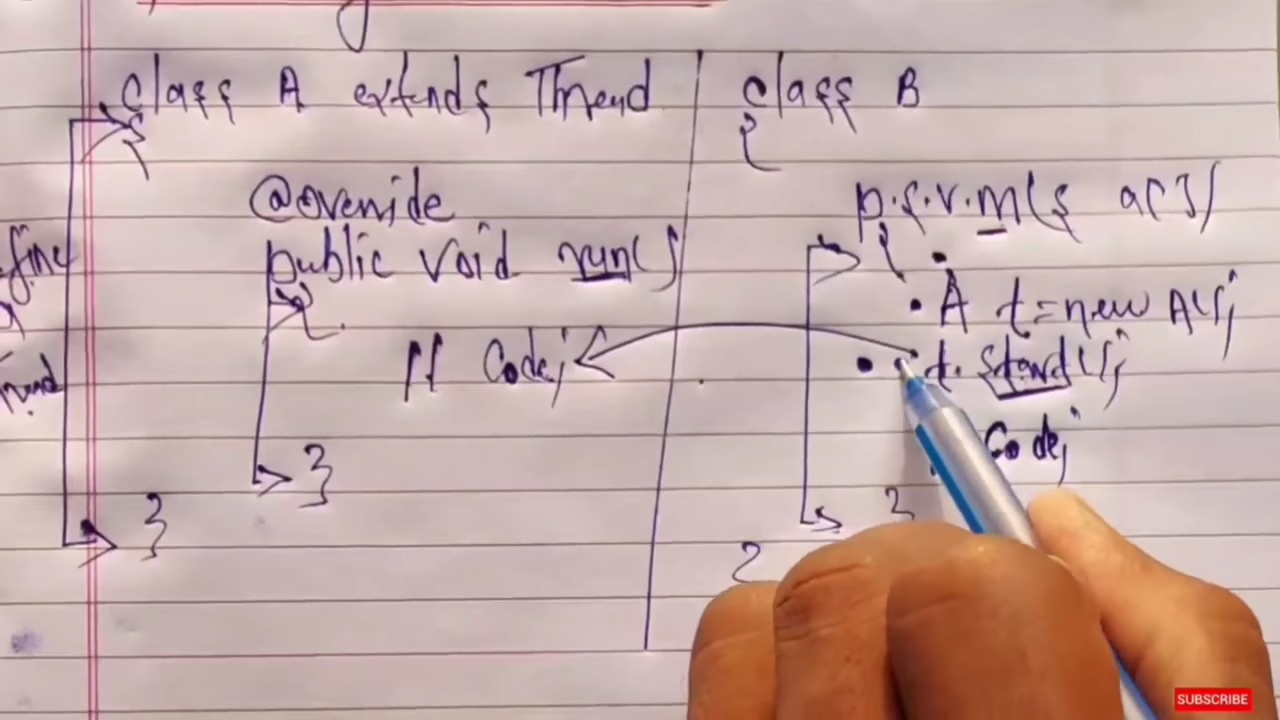 class A extends Thread
{
@override
public void run()
{
// Code;
}
}
class B
{
p.s.v.m(s a[])
{
A t=new A();
t.start();
Code;
}
}
SUBSCRIBE